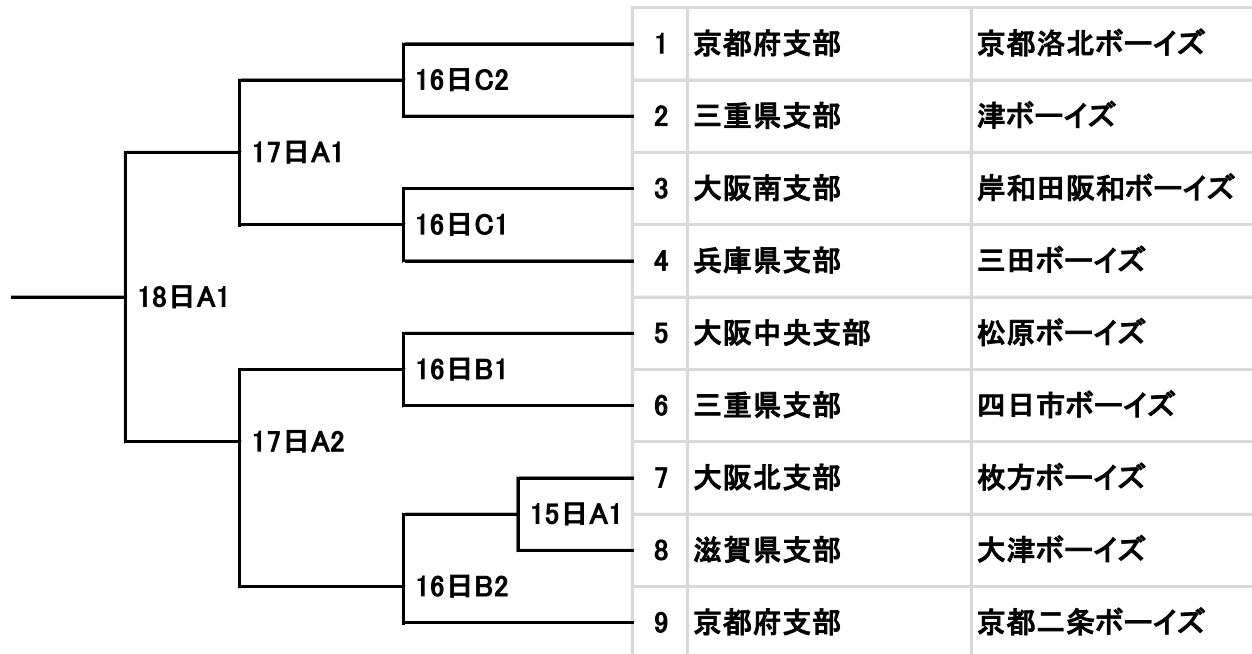 1 京都府支部 京都洛北ボーイズ
16日C2
2 三重県支部 津ボーイズ
17日A1
3 大阪南支部 岸和田阪和ボーイズ
16日C1
4 兵庫県支部 三田ボーイズ
18日A1
5 大阪中央支部 松原ボーイズ
16日B1
6 三重県支部 四日市ボーイズ
17日A2
7 大阪北支部 枚方ボーイズ
15日A1
8 滋賀県支部 大津ボーイズ
16日B2
9 京都府支部 京都二条ボーイズ